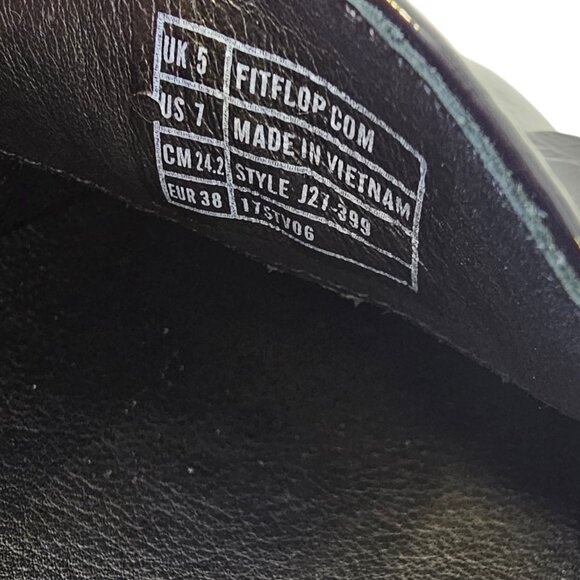 UK 5 FITFLOP.COM
US 7 MADE IN VIETNAM
CM 24.2 STYLE J27-399
EUR 38 17STV06